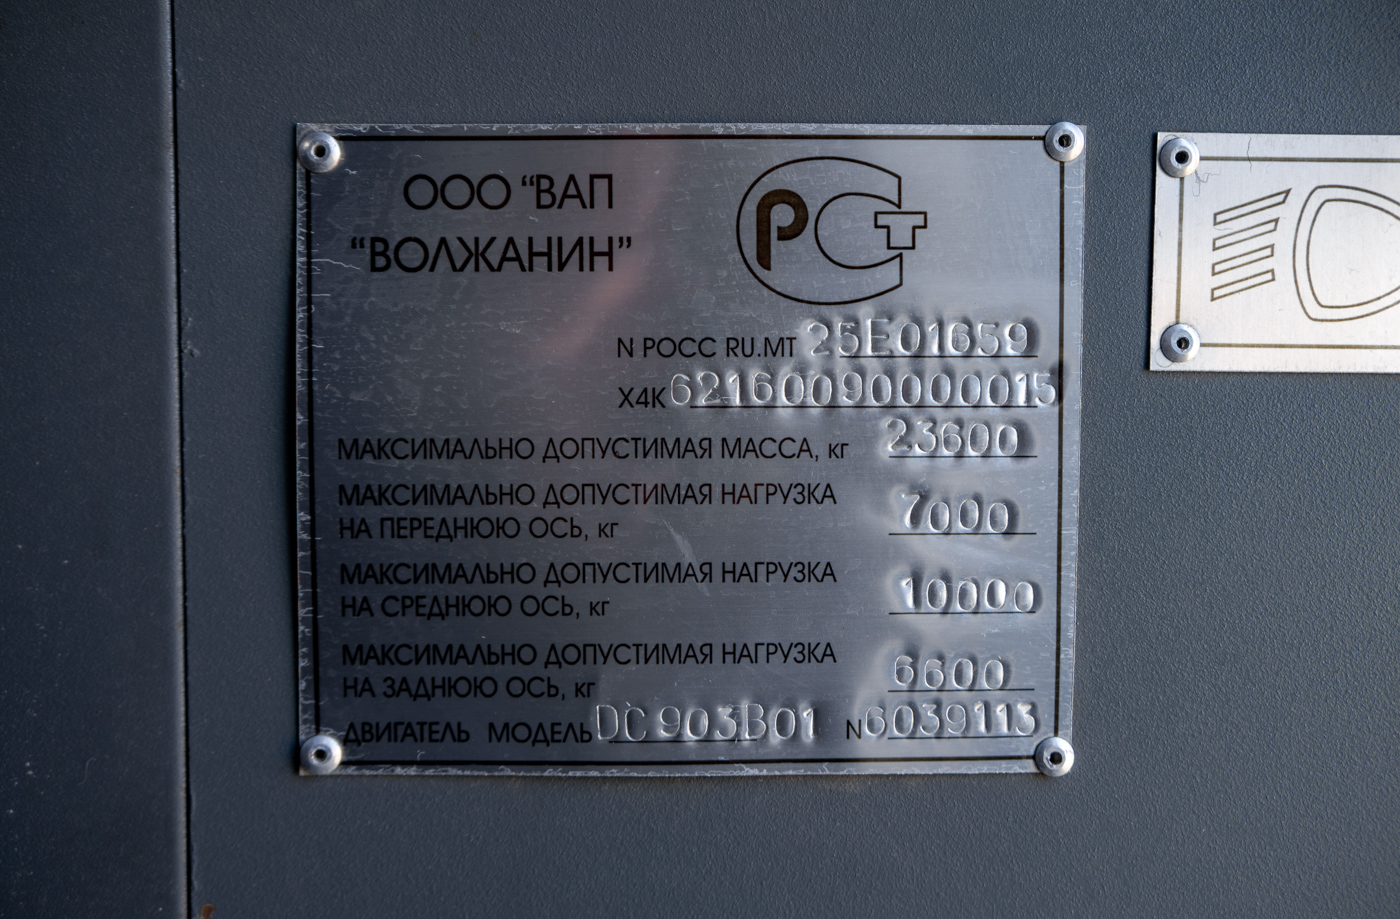 ООО “ВАП
“ВОЛЖАНИН”
РСТ
N РОСС RU.МТ 25Е01659
Х4К 62160090000015
МАКСИМАЛЬНО ДОПУСТИМАЯ МАССА, кг 23600
МАКСИМАЛЬНО ДОПУСТИМАЯ НАГРУЗКА
НА ПЕРЕДНЮЮ ОСЬ, кг 7000
МАКСИМАЛЬНО ДОПУСТИМАЯ НАГРУЗКА
НА СРЕДНЮЮ ОСЬ, кг 10000
МАКСИМАЛЬНО ДОПУСТИМАЯ НАГРУЗКА
НА ЗАДНЮЮ ОСЬ, кг 6600
ДВИГАТЕЛЬ МОДЕЛЬ DC 903B01 N 6039113